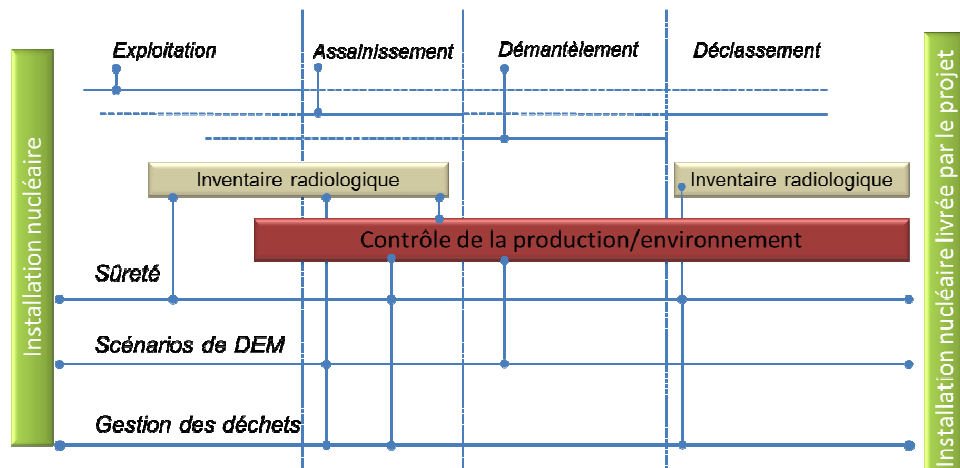 Installation nucléaire
Exploitation
Assainissement
Démantèlement
Déclassement
Inventaire radiologique
Inventaire radiologique
Contrôle de la production/environnement
Sûreté
Scénarios de DEM
Gestion des déchets
Installation nucléaire livrée par le projet